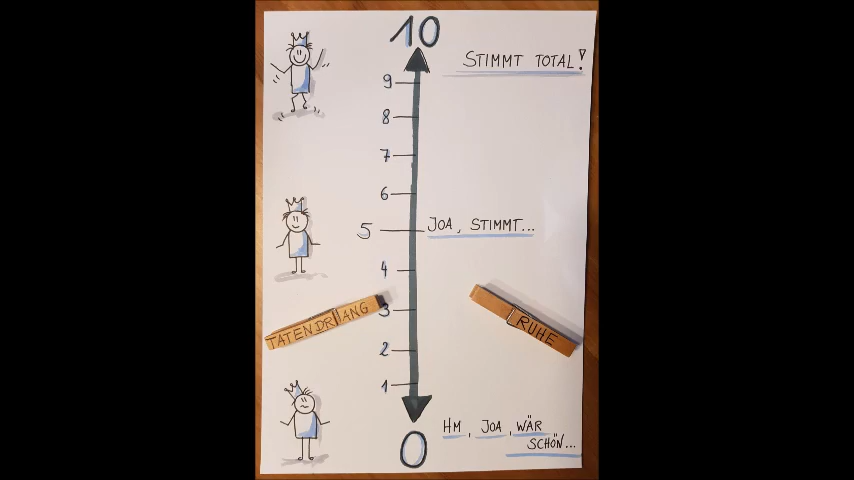 10
STIMMT TOTAL!
9
8
7
6
5
JOA, STIMMT...
4
3
TATENDRANG
RUHE
2
1
HM, JOA, WÄR
SCHÖN...
0